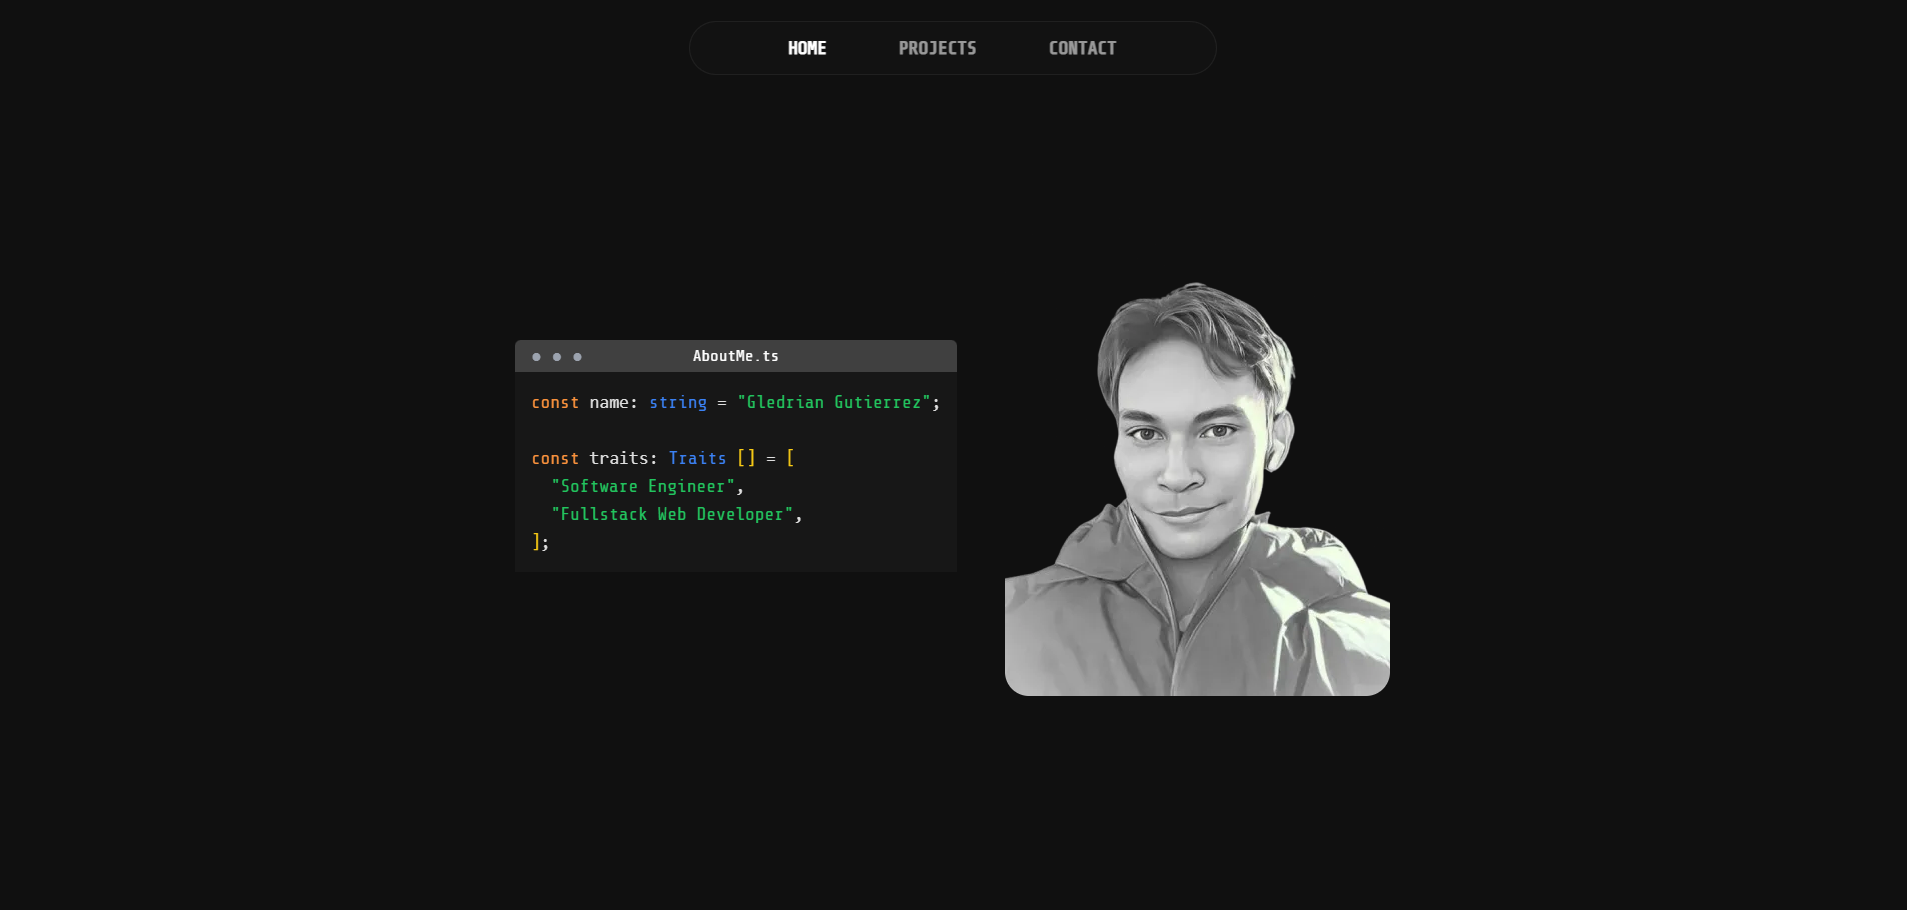 HOME PROJECTS CONTACT
AboutMe.ts
const name: string = "Gledrian Gutierrez";
const traits: Traits [] = [
"Software Engineer",
"Fullstack Web Developer",
];